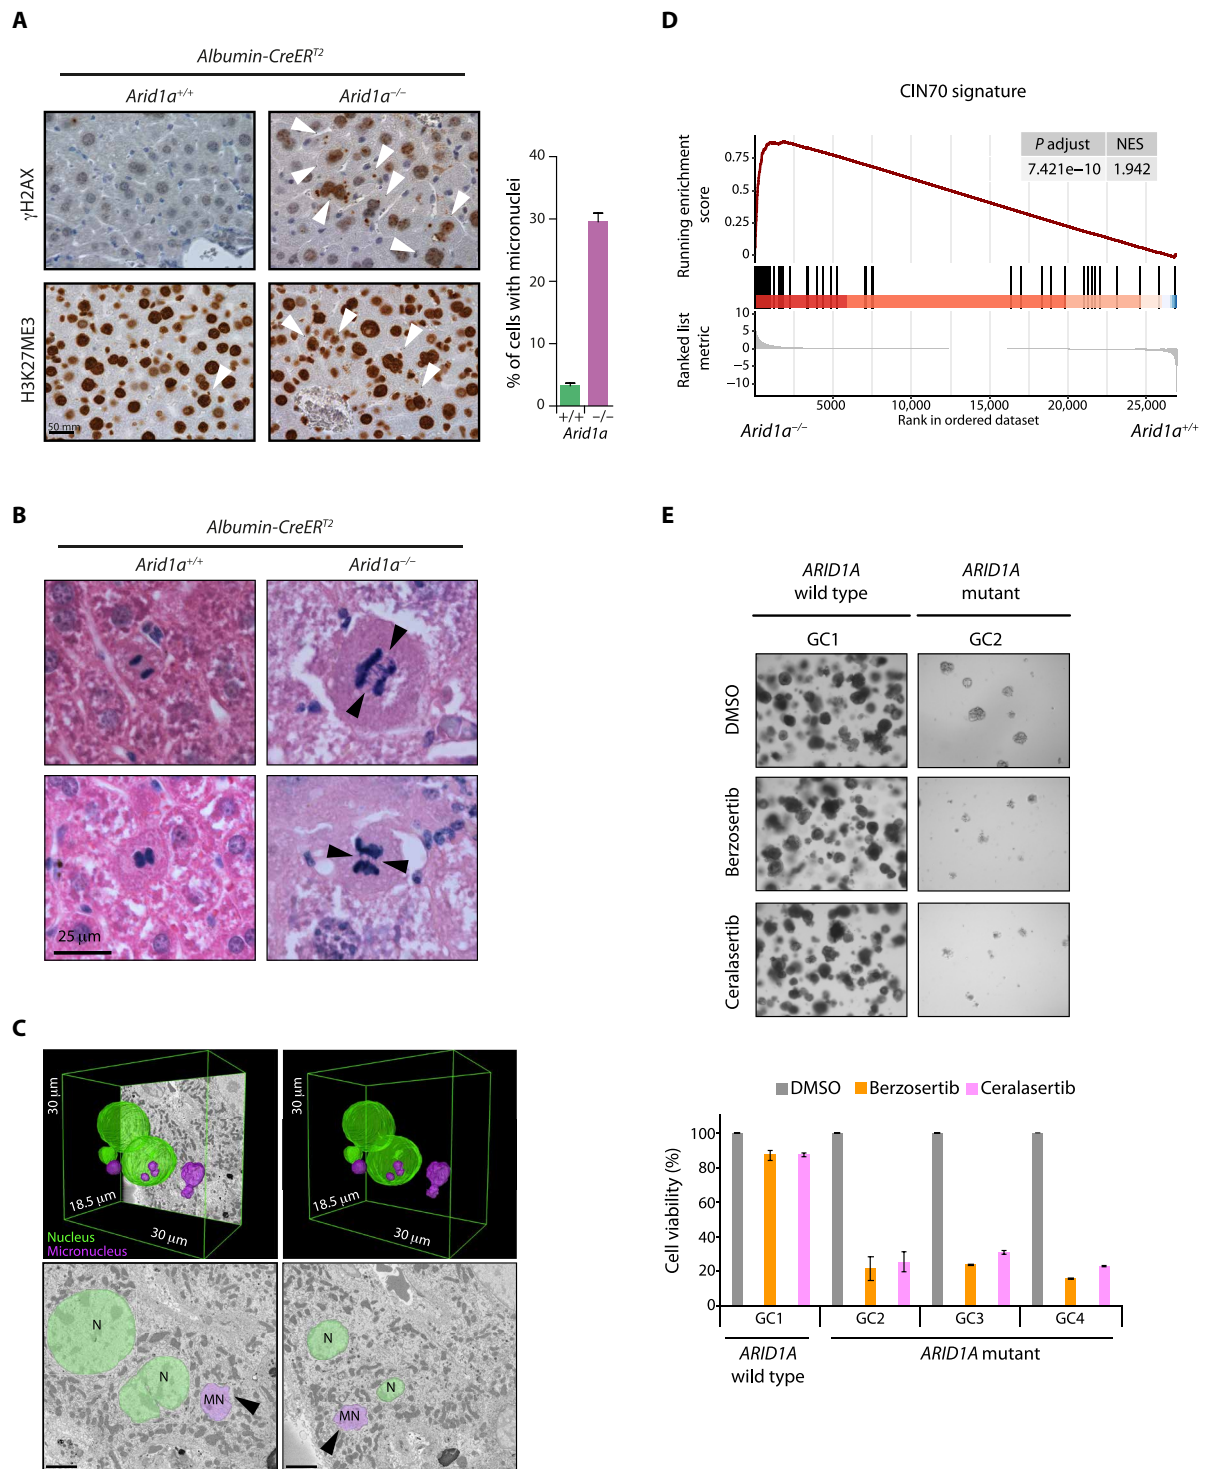 A
Albumin-CreERT2
Arid1a+/+
Arid1a−/−
γH2AX
H3K27ME3
50 mm
% of cells with micronuclei
40
30
20
10
0
+/+
−/−
Arid1a
B
Albumin-CreERT2
Arid1a+/+
Arid1a−/−
25 μm
C
30 μm
18.5 μm
30 μm
Nucleus
Micronucleus
30 μm
18.5 μm
30 μm
N
N
MN
N
N
MN
D
CIN70 signature
Running enrichment
score
0.75
0.5
0.25
0
P adjust
NES
7.421e−10
1.942
Ranked list
metric
10
5
0
−5
−10
5000
10,000
15,000
20,000
25,000
Rank in ordered dataset
Arid1a−/−
Arid1a+/+
E
ARID1A
wild type
ARID1A
mutant
GC1
GC2
DMSO
Berzosertib
Ceralasertib
DMSO
Berzosertib
Ceralasertib
Cell viability (%)
100
80
60
40
20
0
GC1
GC2
GC3
GC4
ARID1A
wild type
ARID1A mutant